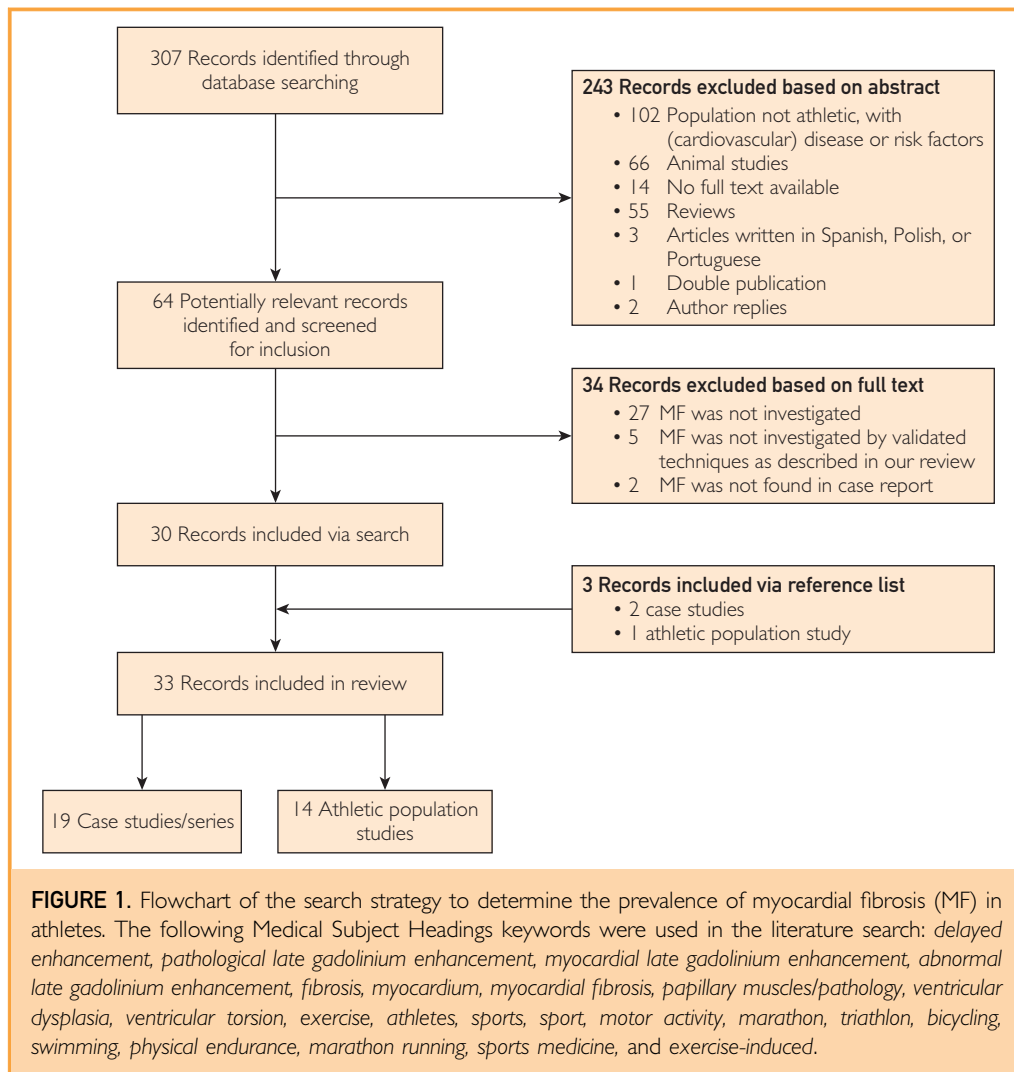 307 Records identified through
database searching
243 Records excluded based on abstract
• 102 Population not athletic, with
(cardiovascular) disease or risk factors
• 66 Animal studies
• 14 No full text available
• 55 Reviews
• 3 Articles written in Spanish, Polish, or
Portuguese
• 1 Double publication
• 2 Author replies
64 Potentially relevant records
identified and screened
for inclusion
34 Records excluded based on full text
• 27 MF was not investigated
• 5 MF was not investigated by validated
techniques as described in our review
• 2 MF was not found in case report
30 Records included via search
3 Records included via reference list
• 2 case studies
• 1 athletic population study
33 Records included in review
19 Case studies/series
14 Athletic population
studies
FIGURE 1. Flowchart of the search strategy to determine the prevalence of myocardial fibrosis (MF) in
athletes. The following Medical Subject Headings keywords were used in the literature search: delayed
enhancement, pathological late gadolinium enhancement, myocardial late gadolinium enhancement, abnormal
late gadolinium enhancement, fibrosis, myocardium, myocardial fibrosis, papillary muscles/pathology, ventricular
dysplasia, ventricular torsion, exercise, athletes, sports, sport, motor activity, marathon, triathlon, bicycling,
swimming, physical endurance, marathon running, sports medicine, and exercise-induced.